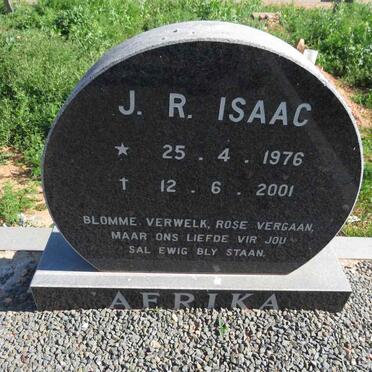 J. R. ISAAC
★ 25 . 4 . 1976
† 12 . 6 . 2001
BLOMME VERWELK, ROSE VERGAAN,
MAAR ONS LIEFDE VIR JOU
SAL EWIG BLY STAAN.
AFRIKA